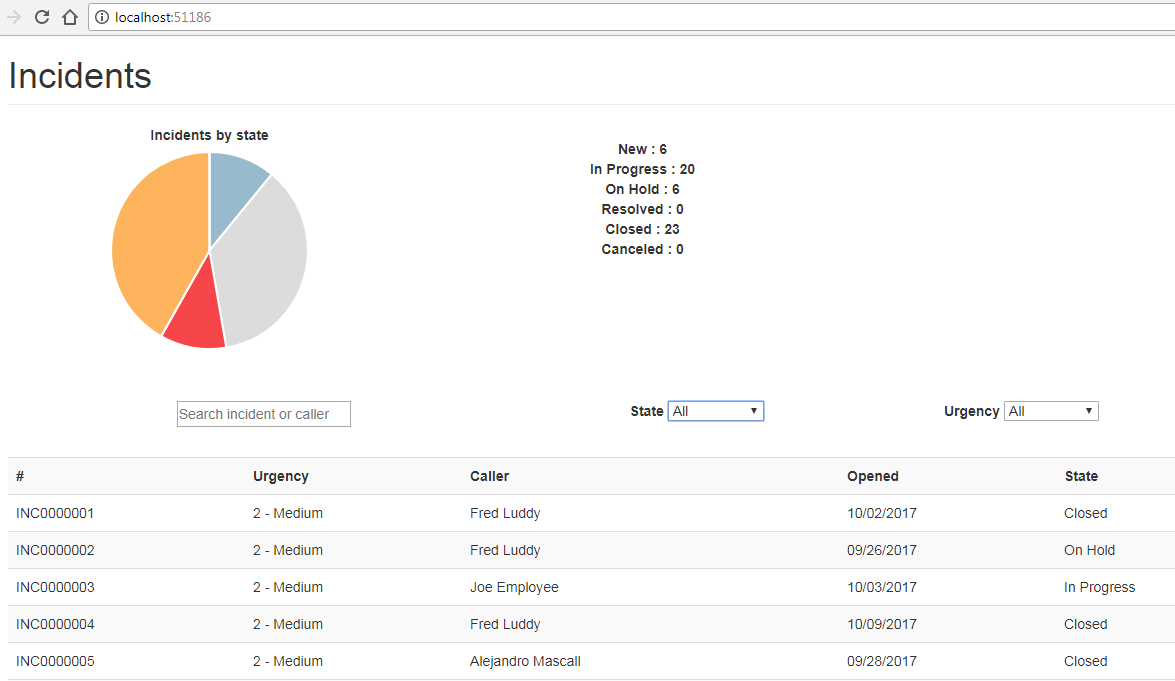 localhost:51186
Incidents
Incidents by state
New : 6
In Progress : 20
On Hold : 6
Resolved : 0
Closed : 23
Canceled : 0
Search incident or caller State All Urgency All
# Urgency Caller Opened State
INC0000001 2 - Medium Fred Luddy 10/02/2017 Closed
INC0000002 2 - Medium Fred Luddy 09/26/2017 On Hold
INC0000003 2 - Medium Joe Employee 10/03/2017 In Progress
INC0000004 2 - Medium Fred Luddy 10/09/2017 Closed
INC0000005 2 - Medium Alejandro Mascall 09/28/2017 Closed